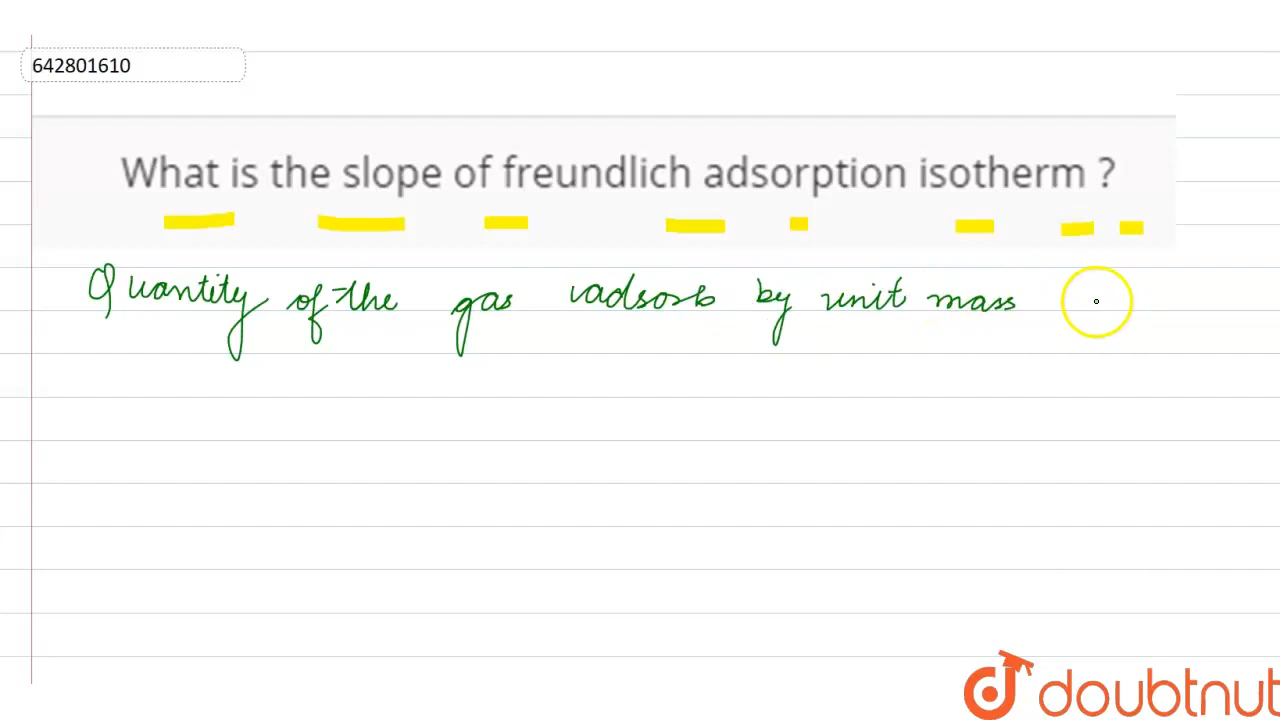 642801610
What is the slope of freundlich adsorption isotherm ?
Quantity of the gas adsorb by unit mass
doubtnut